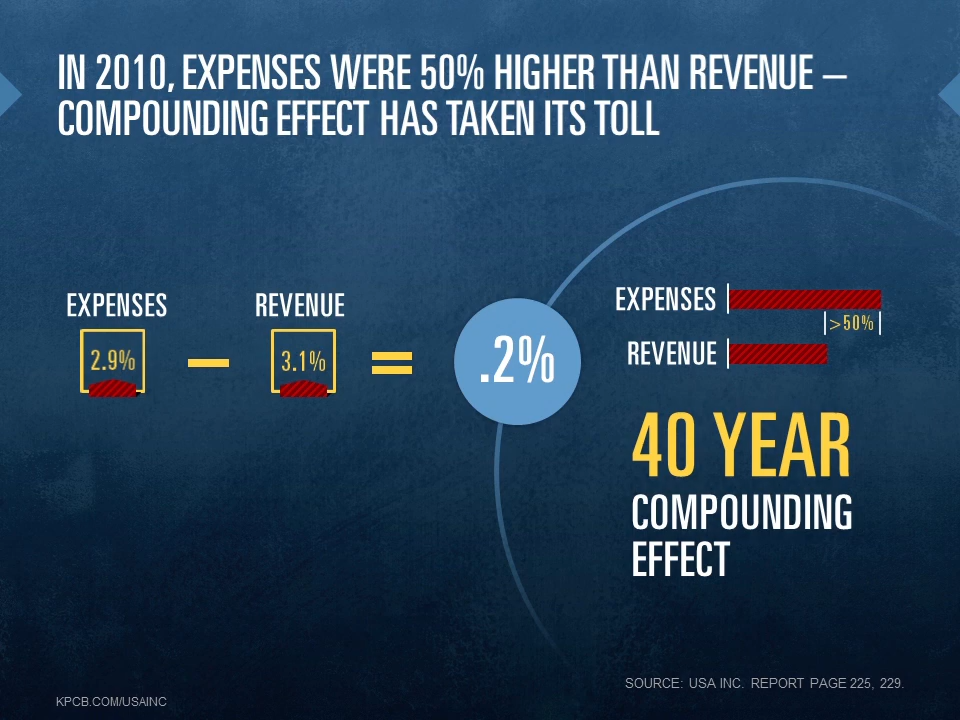 IN 2010, EXPENSES WERE 50% HIGHER THAN REVENUE –
COMPOUNDING EFFECT HAS TAKEN ITS TOLL
EXPENSES
2.9%
–
REVENUE
3.1%
=
.2%
EXPENSES
>50%
REVENUE
40 YEAR
COMPOUNDING
EFFECT
SOURCE: USA INC. REPORT PAGE 225, 229.
KPCB.COM/USAINC